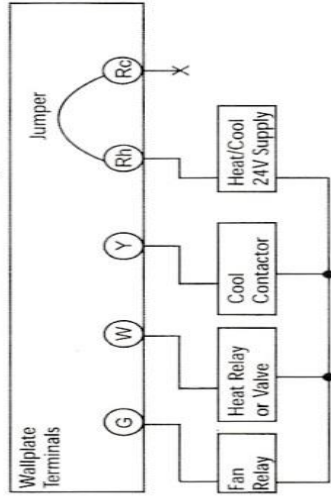 Wallplate
Terminals
Jumper
G
W
Y
Rh
Rc
X
Fan
Relay
Heat Relay
or Valve
Cool
Contactor
Heat/Cool
24V Supply